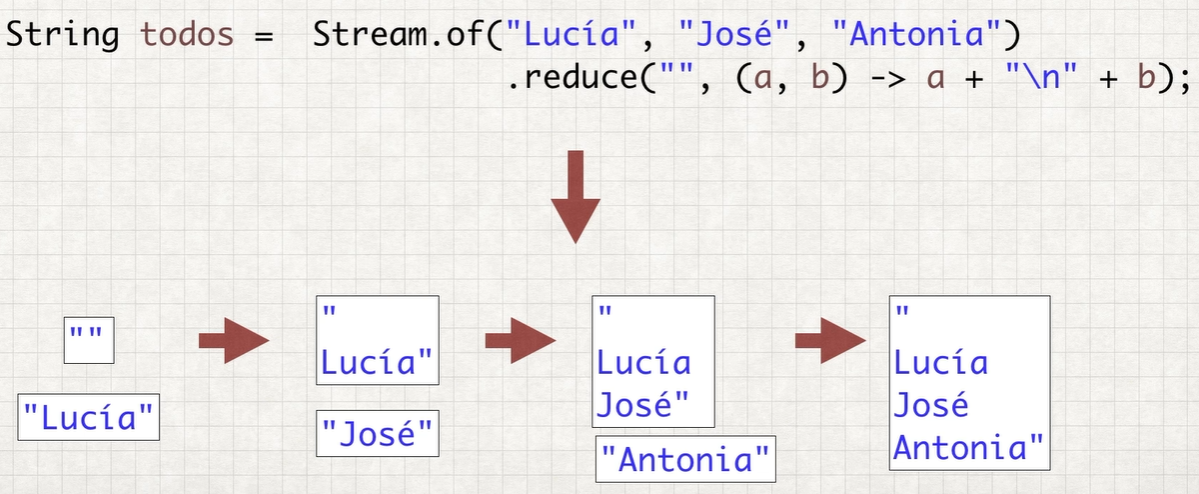 String todos = Stream.of("Lucía", "José", "Antonia")
.reduce("", (a, b) -> a + "\n" + b);
""
"Lucía"
"
Lucía"
"José"
"
Lucía
José"
"Antonia"
"
Lucía
José
Antonia"